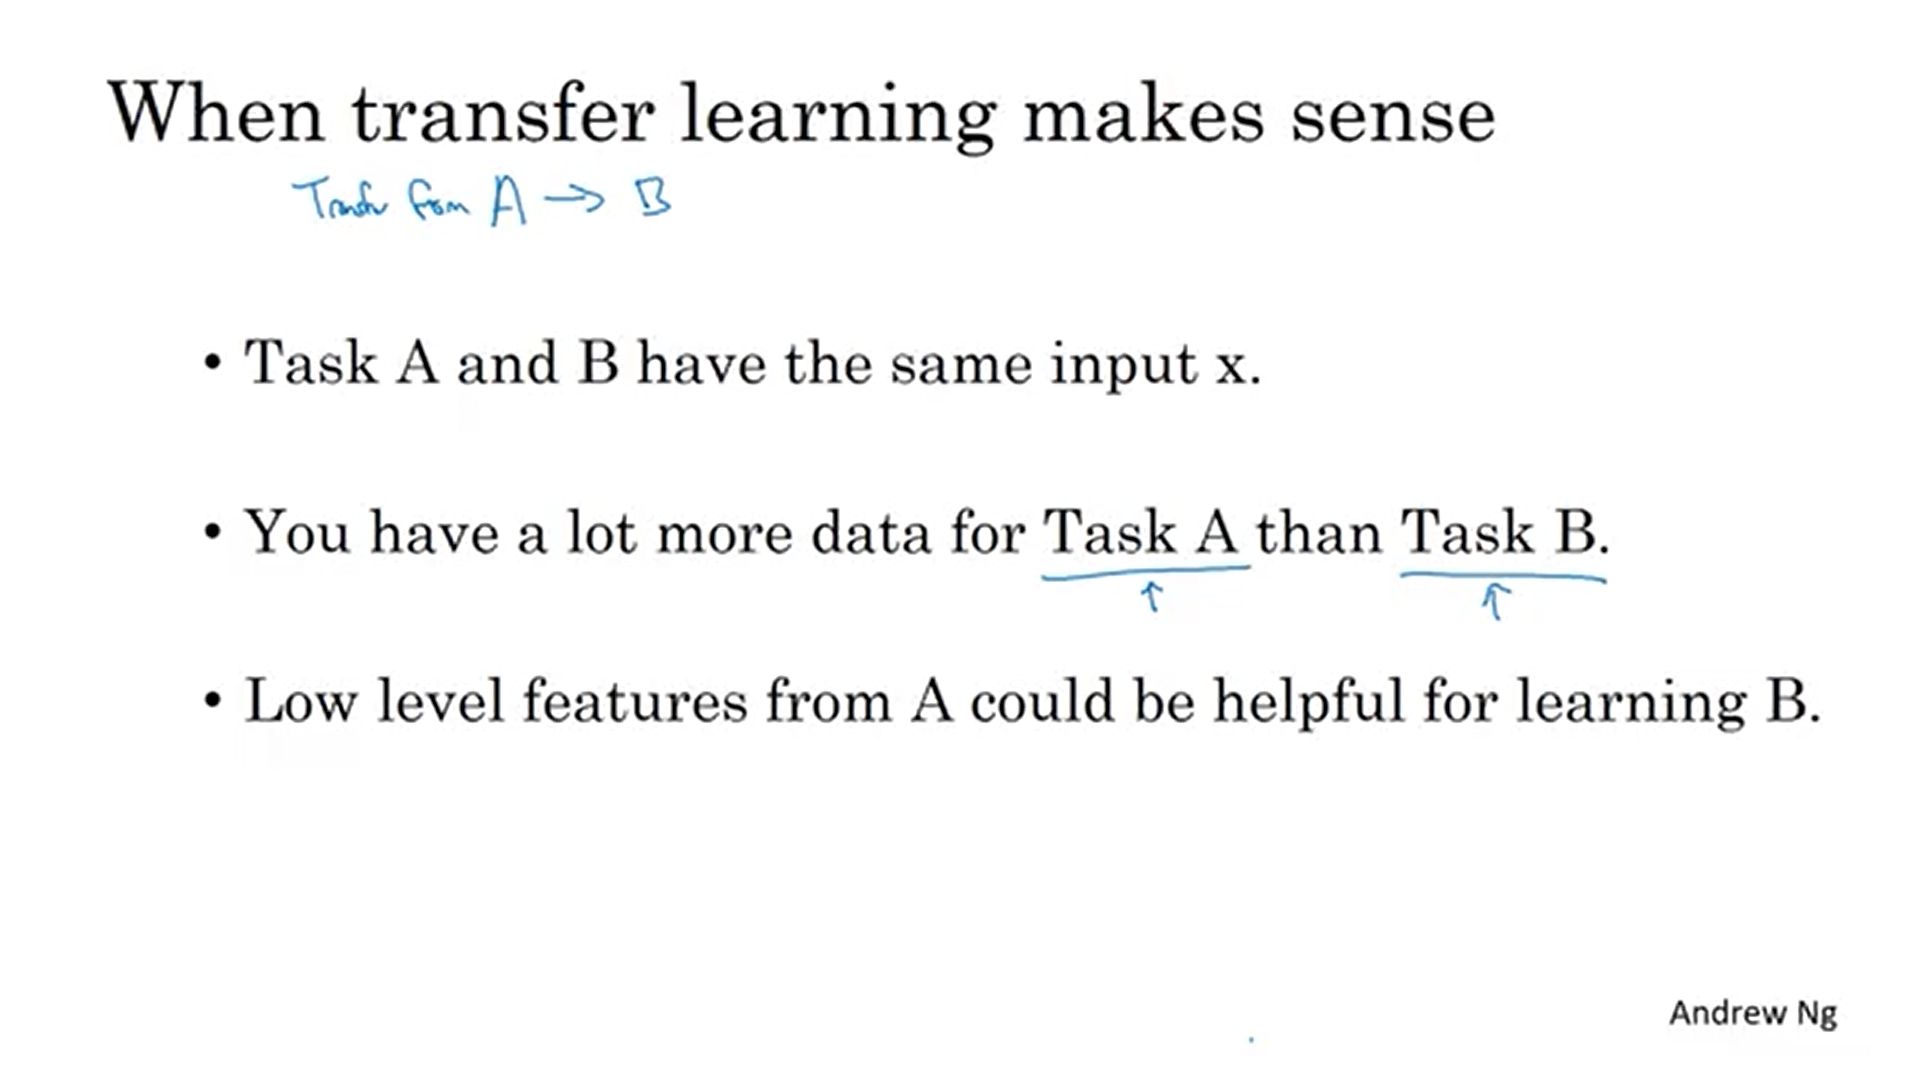 When transfer learning makes sense
Transfer from A → B
• Task A and B have the same input x.
• You have a lot more data for Task A than Task B.
↑ ↑
• Low level features from A could be helpful for learning B.
Andrew Ng